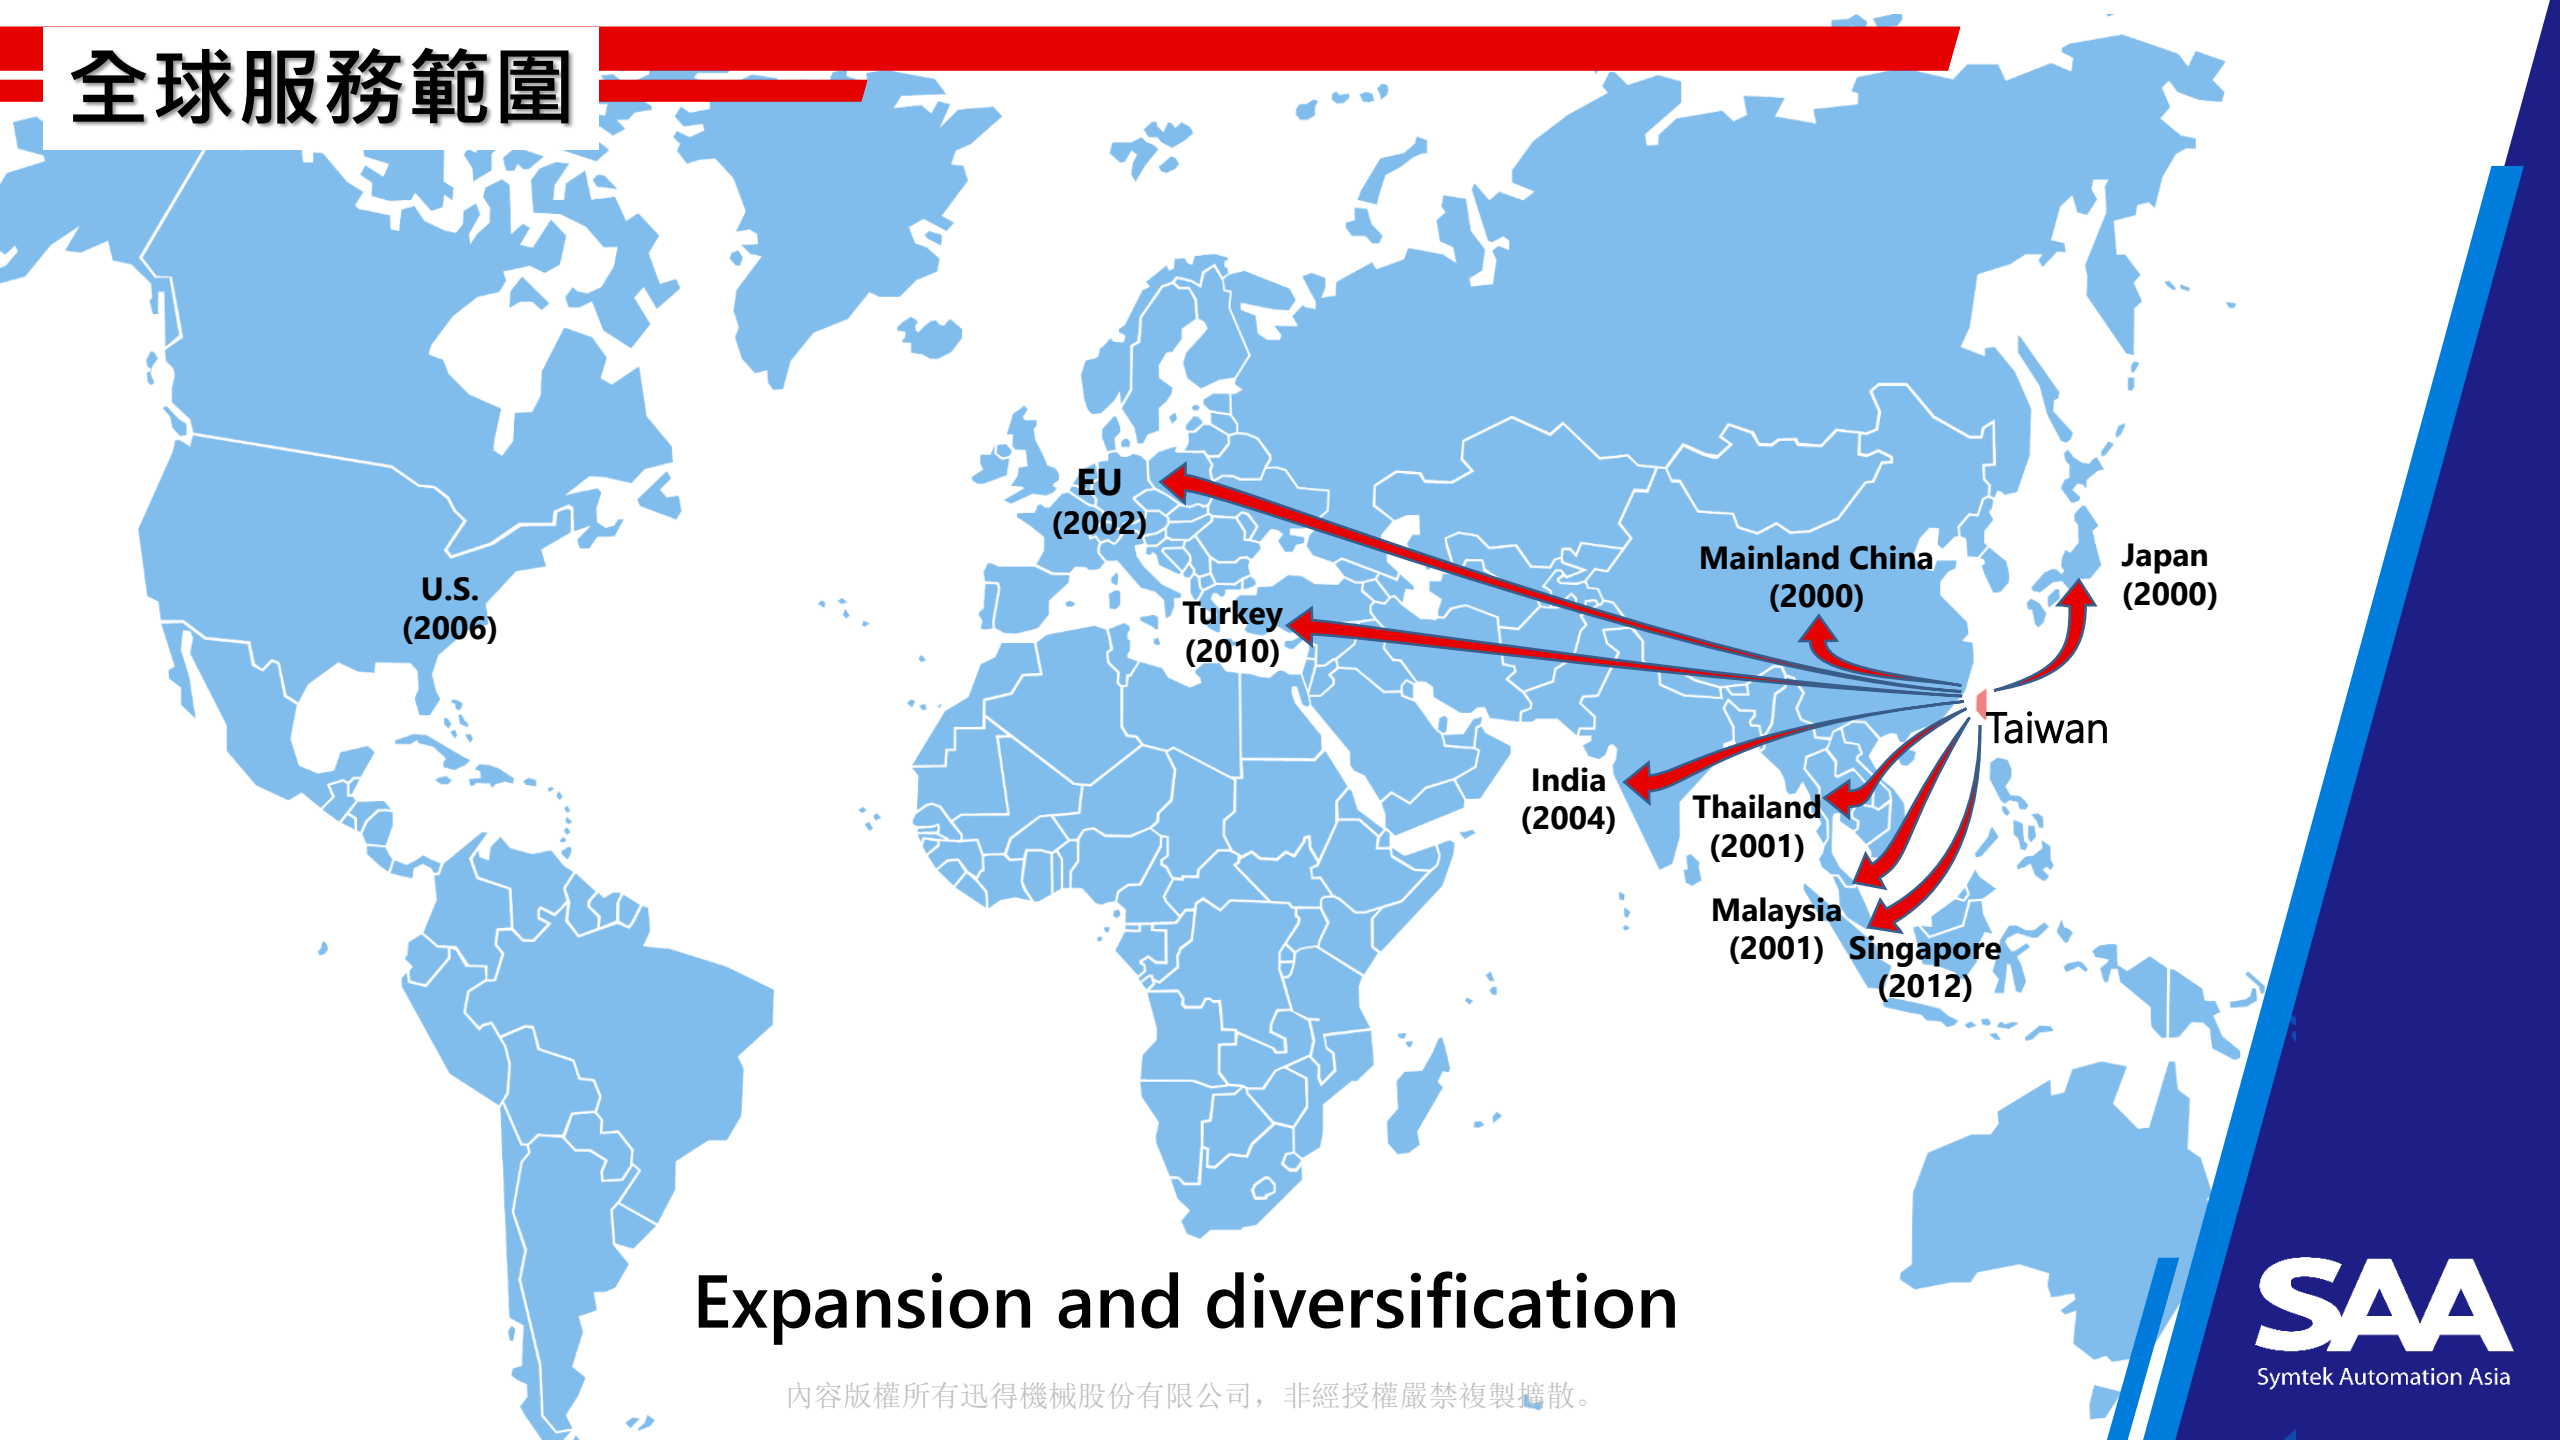 全球服務範圍
EU
(2002)
Mainland China
(2000)
Japan
(2000)
U.S.
(2006)
Turkey
(2010)
Taiwan
India
(2004)
Thailand
(2001)
Malaysia
(2001)
Singapore
(2012)
Expansion and diversification
SAA
Symtek Automation Asia
內容版權所有迅得機械股份有限公司，非經授權嚴禁複製擴散。